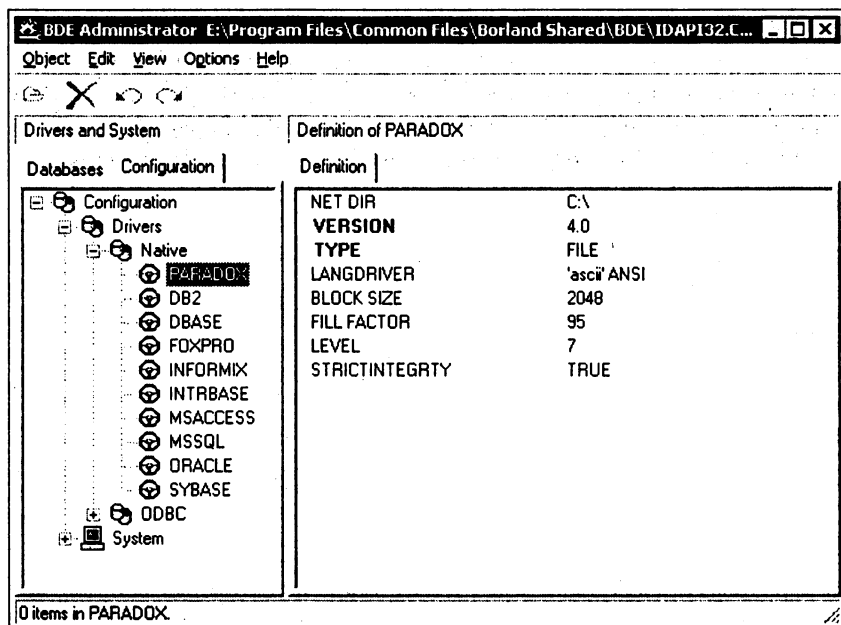 BDE Administrator E:\Program Files\Common Files\Borland Shared\BDE\IDAPI32.C...
Object Edit View Options Help
Drivers and System
Definition of PARADOX
Databases Configuration
Definition
Configuration
Drivers
Native
PARADOX
DB2
DBASE
FOXPRO
INFORMIX
INTRBASE
MSACCESS
MSSQL
ORACLE
SYBASE
ODBC
System
NET DIR C:\
VERSION 4.0
TYPE FILE
LANGDRIVER 'ascii' ANSI
BLOCK SIZE 2048
FILL FACTOR 95
LEVEL 7
STRICTINTEGRTY TRUE
0 items in PARADOX.